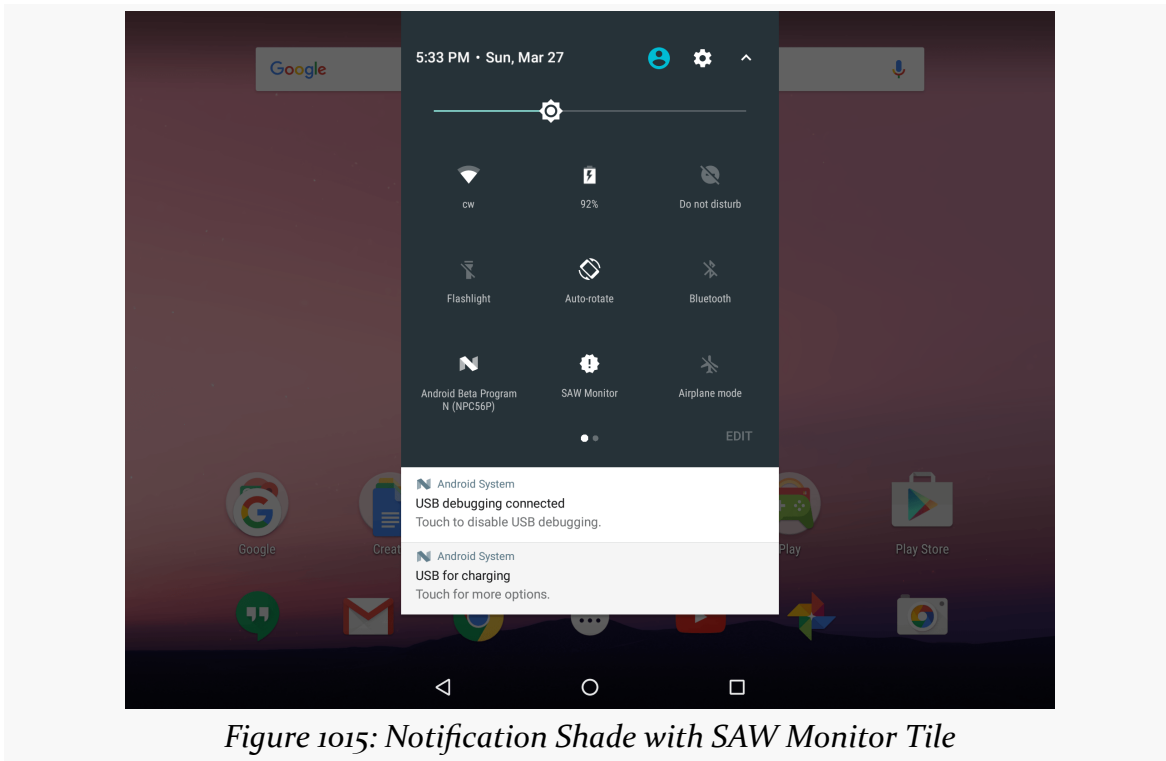 Google
5:33 PM • Sun, Mar 27
cw
92%
Do not disturb
Flashlight
Auto-rotate
Bluetooth
Android Beta Program
N (NPC56P)
SAW Monitor
Airplane mode
EDIT
Android System
USB debugging connected
Touch to disable USB debugging.
Android System
USB for charging
Touch for more options.
Google
Creat
Play
Play Store
Figure 1015: Notification Shade with SAW Monitor Tile